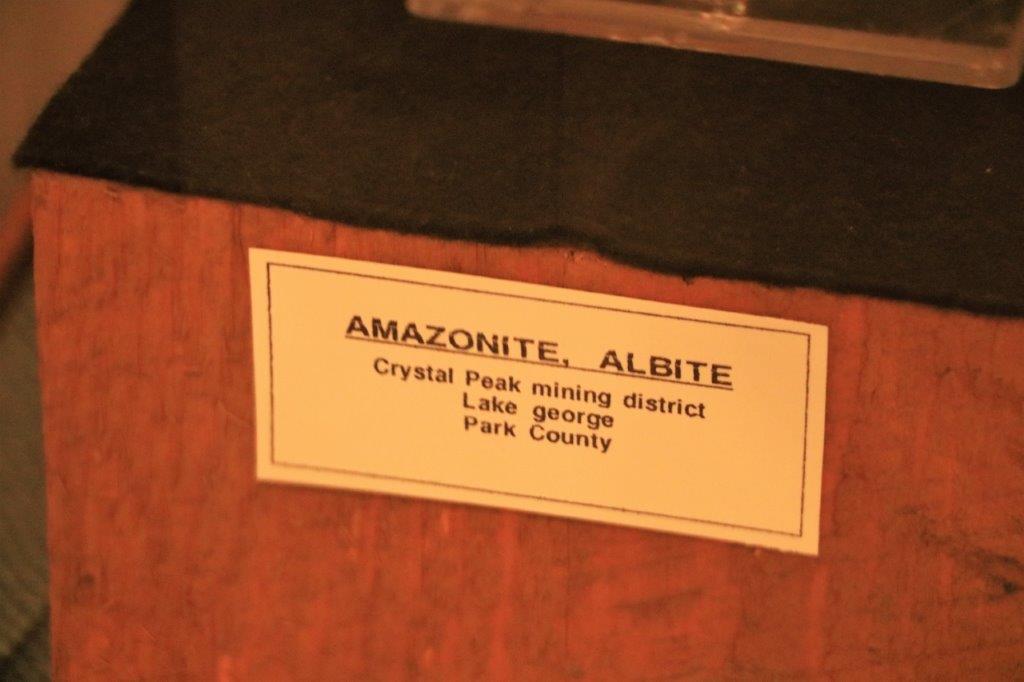 AMAZONITE, ALBITE
Crystal Peak mining district
Lake george
Park County